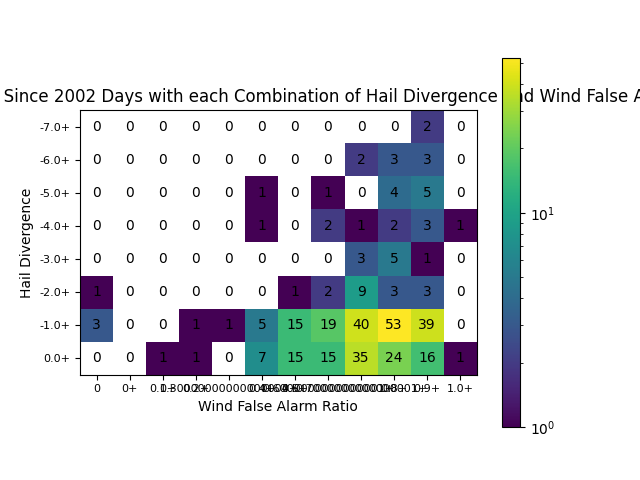 Since 2002 Days with each Combination of Hail Divergence and Wind False A
-7.0+ 0 0 0 0 0 0 0 0 0 0 2 0
-6.0+ 0 0 0 0 0 0 0 0 2 3 3 0
-5.0+ 0 0 0 0 0 1 0 1 0 4 5 0
-4.0+ 0 0 0 0 0 1 0 2 1 2 3 1
-3.0+ 0 0 0 0 0 0 0 0 3 5 1 0
-2.0+ 1 0 0 0 0 0 1 2 9 3 3 0
-1.0+ 3 0 0 1 1 5 15 19 40 53 39 0
0.0+ 0 0 1 1 0 7 15 15 35 24 16 1
0 0+ 0.9+ 1.0+
Hail Divergence
Wind False Alarm Ratio
10¹
10⁰